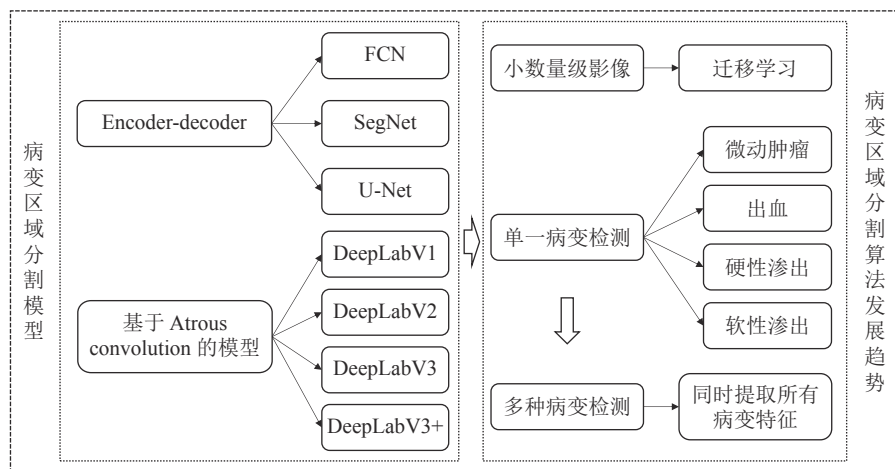 病变区域分割模型
Encoder-decoder
FCN
SegNet
U-Net
基于 Atrous
convolution 的模型
DeepLabV1
DeepLabV2
DeepLabV3
DeepLabV3+
小数量级影像
迁移学习
单一病变检测
微动肿瘤
出血
硬性渗出
软性渗出
多种病变检测
同时提取所有
病变特征
病变区域分割算法发展趋势